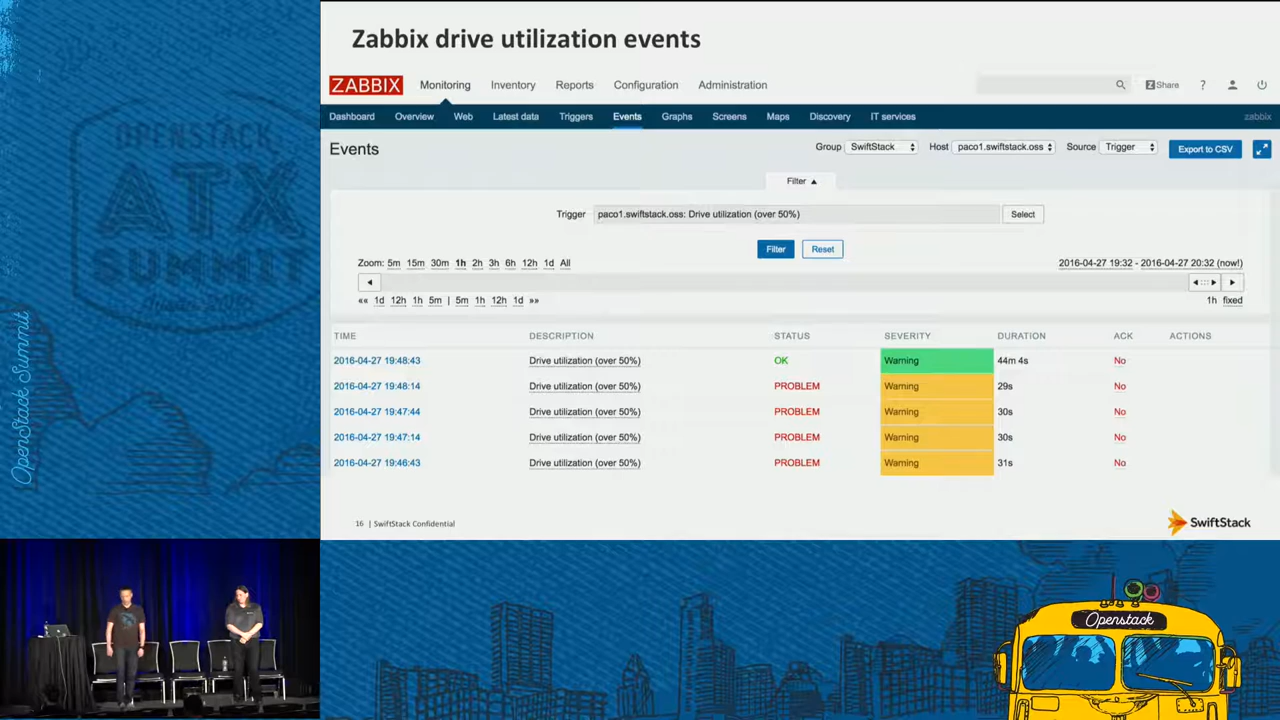 Zabbix drive utilization events
ZABBIX Monitoring Inventory Reports Configuration Administration Share ?
Dashboard Overview Web Latest data Triggers Events Graphs Screens Maps Discovery IT services zabbix
Events Group SwiftStack Host paco1.swiftstack.oss Source Trigger Export to CSV
Filter ▲
Trigger paco1.swiftstack.oss: Drive utilization (over 50%) Select
Filter Reset
Zoom: 5m 15m 30m 1h 2h 3h 6h 12h 1d All 2016-04-27 19:32 - 2016-04-27 20:32 (now!)
«« 1d 12h 1h 5m | 5m 1h 12h 1d »» 1h fixed
TIME DESCRIPTION STATUS SEVERITY DURATION ACK ACTIONS
2016-04-27 19:48:43 Drive utilization (over 50%) OK Warning 44m 4s No
2016-04-27 19:48:14 Drive utilization (over 50%) PROBLEM Warning 29s No
2016-04-27 19:47:44 Drive utilization (over 50%) PROBLEM Warning 30s No
2016-04-27 19:47:14 Drive utilization (over 50%) PROBLEM Warning 30s No
2016-04-27 19:46:43 Drive utilization (over 50%) PROBLEM Warning 31s No
16 | SwiftStack Confidential
SwiftStack
OpenStack Summit
ATX
Openstack